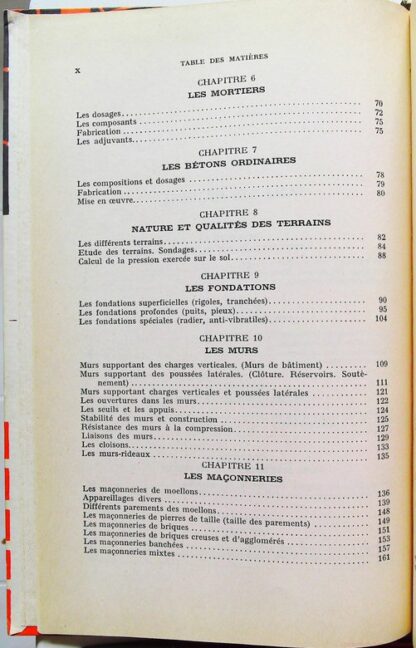 X
TABLE DES MATIÈRES
CHAPITRE 6
LES MORTIERS
Les dosages 70
Les composants 72
Fabrication 75
Les adjuvants 75
CHAPITRE 7
LES BÉTONS ORDINAIRES
Les compositions et dosages 78
Fabrication 79
Mise en œuvre 80
CHAPITRE 8
NATURE ET QUALITÉS DES TERRAINS
Les différents terrains 82
Etude des terrains. Sondages 84
Calcul de la pression exercée sur le sol 88
CHAPITRE 9
LES FONDATIONS
Les fondations superficielles (rigoles, tranchées) 90
Les fondations profondes (puits, pieux) 95
Les fondations spéciales (radier, anti-vibratiles) 104
CHAPITRE 10
LES MURS
Murs supportant des charges verticales. (Murs de bâtiment) 109
Murs supportant des poussées latérales. (Clôture. Réservoirs. Soutè-
nement) 111
Murs supportant charges verticales et poussées latérales 121
Les ouvertures dans les murs 122
Les seuils et les appuis 124
Stabilité des murs et construction 125
Résistance des murs à la compression 127
Liaisons des murs 129
Les cloisons 133
Les murs-rideaux 135
CHAPITRE 11
LES MAÇONNERIES
Les maçonneries de moellons 136
Appareillages divers 139
Différents parements des moellons 148
Les maçonneries de pierres de taille (taille des parements) 149
Les maçonneries de briques 151
Les maçonneries de briques creuses et d'agglomérés 153
Les maçonneries banchées 157
Les maçonneries mixtes 161